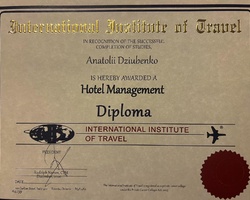 International Institute of Travel
IN RECOGNITION OF THE SUCCESSFUL
COMPLETION OF STUDIES,
Anatolii Dziubenko
IS HEREBY AWARDED A
Hotel Management
Diploma
INTERNATIONAL INSTITUTE
OF TRAVEL
PRESIDENT